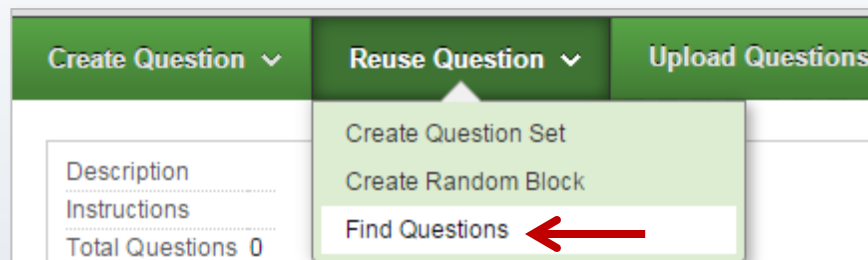 Create Question
Reuse Question
Upload Questions
Create Question Set
Create Random Block
Find Questions
Description
Instructions
Total Questions 0